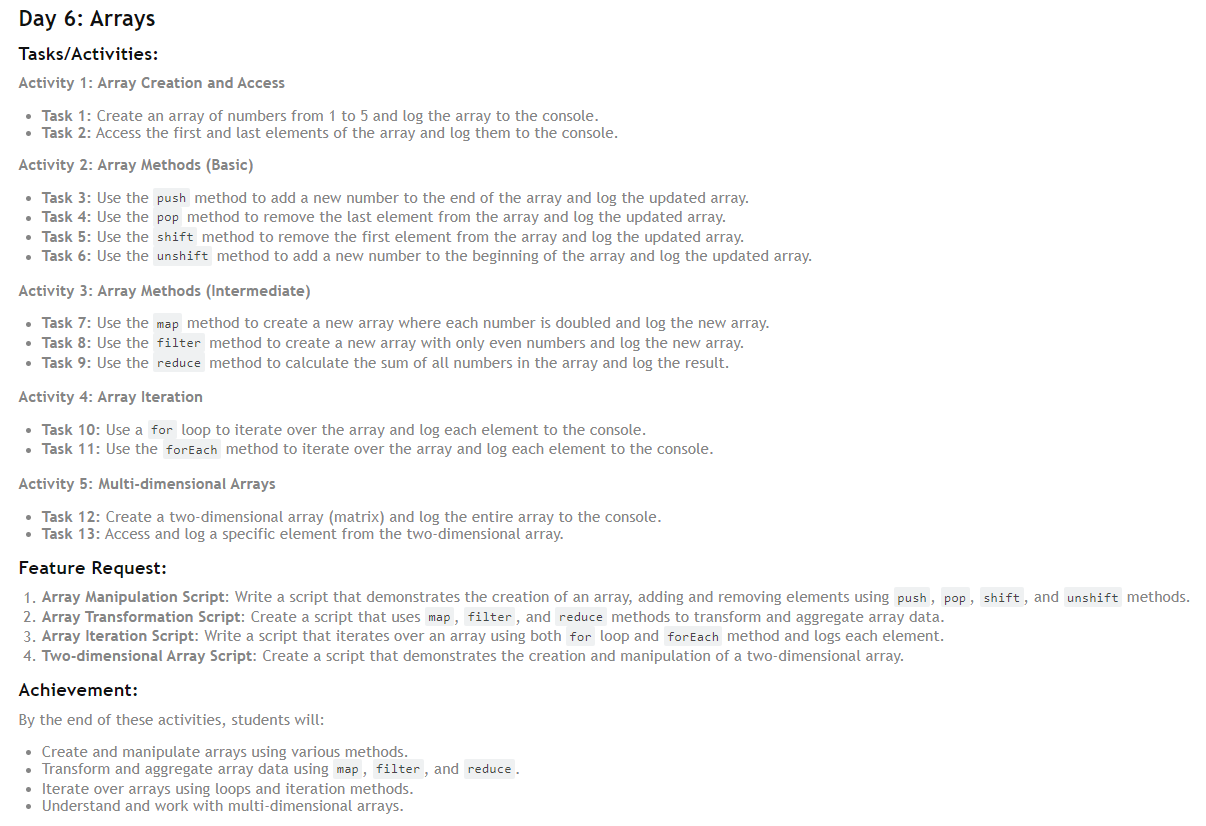 Day 6: Arrays
Tasks/Activities:
Activity 1: Array Creation and Access
• Task 1: Create an array of numbers from 1 to 5 and log the array to the console.
• Task 2: Access the first and last elements of the array and log them to the console.
Activity 2: Array Methods (Basic)
• Task 3: Use the push method to add a new number to the end of the array and log the updated array.
• Task 4: Use the pop method to remove the last element from the array and log the updated array.
• Task 5: Use the shift method to remove the first element from the array and log the updated array.
• Task 6: Use the unshift method to add a new number to the beginning of the array and log the updated array.
Activity 3: Array Methods (Intermediate)
• Task 7: Use the map method to create a new array where each number is doubled and log the new array.
• Task 8: Use the filter method to create a new array with only even numbers and log the new array.
• Task 9: Use the reduce method to calculate the sum of all numbers in the array and log the result.
Activity 4: Array Iteration
• Task 10: Use a for loop to iterate over the array and log each element to the console.
• Task 11: Use the forEach method to iterate over the array and log each element to the console.
Activity 5: Multi-dimensional Arrays
• Task 12: Create a two-dimensional array (matrix) and log the entire array to the console.
• Task 13: Access and log a specific element from the two-dimensional array.
Feature Request:
1. Array Manipulation Script: Write a script that demonstrates the creation of an array, adding and removing elements using push, pop, shift, and unshift methods.
2. Array Transformation Script: Create a script that uses map, filter, and reduce methods to transform and aggregate array data.
3. Array Iteration Script: Write a script that iterates over an array using both for loop and forEach method and logs each element.
4. Two-dimensional Array Script: Create a script that demonstrates the creation and manipulation of a two-dimensional array.
Achievement:
By the end of these activities, students will:
• Create and manipulate arrays using various methods.
• Transform and aggregate array data using map, filter, and reduce.
• Iterate over arrays using loops and iteration methods.
• Understand and work with multi-dimensional arrays.